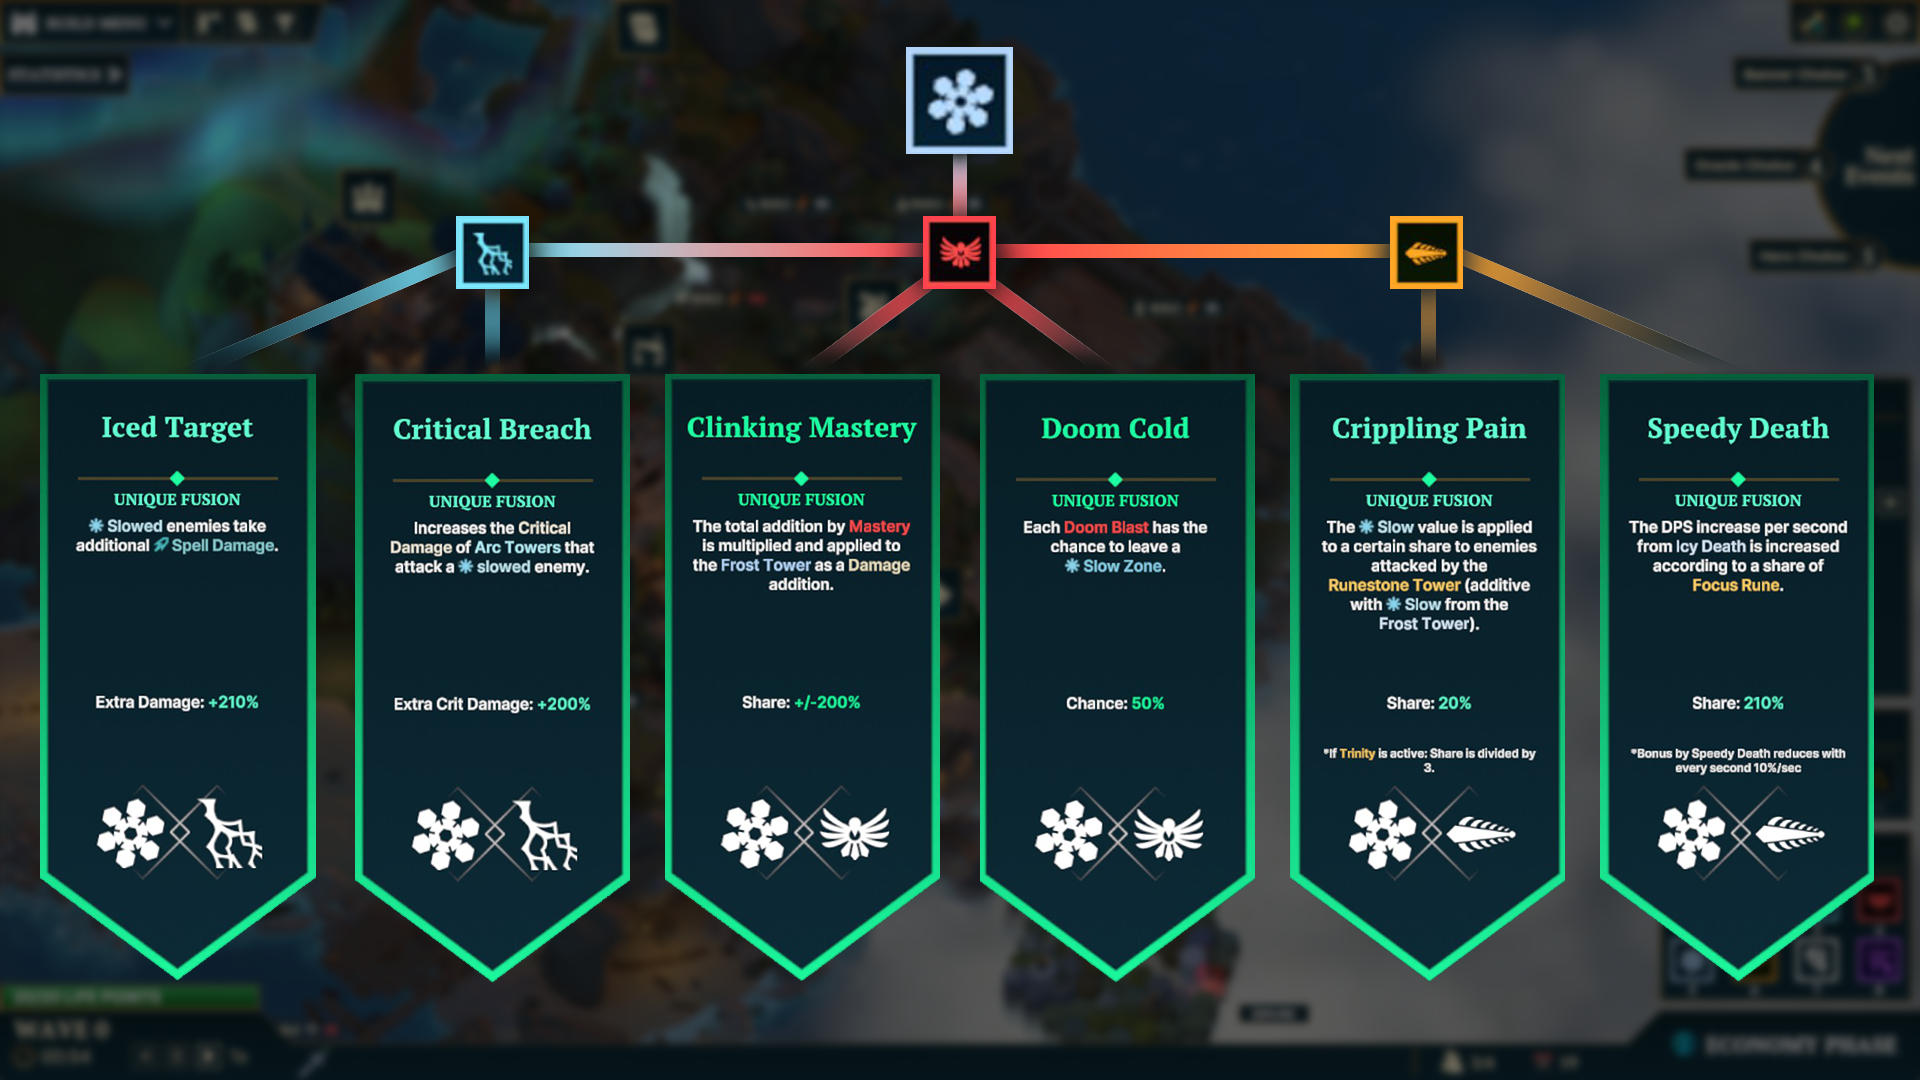 BUILD MENU
STATISTICS
Next
Events
Iced Target
UNIQUE FUSION
Slowed enemies take
additional Spell Damage.
Extra Damage: +210%
Critical Breach
UNIQUE FUSION
Increases the Critical
Damage of Arc Towers that
attack a slowed enemy.
Extra Crit Damage: +200%
Clinking Mastery
UNIQUE FUSION
The total addition by Mastery
is multiplied and applied to
the Frost Tower as a Damage
addition.
Share: +/-200%
Doom Cold
UNIQUE FUSION
Each Doom Blast has the
chance to leave a
Slow Zone.
Chance: 50%
Crippling Pain
UNIQUE FUSION
The Slow value is applied
to a certain share to enemies
attacked by the
Runestone Tower (additive
with Slow from the
Frost Tower).
Share: 20%
*If Trinity is active: Share is divided by
3.
Speedy Death
UNIQUE FUSION
The DPS increase per second
from Icy Death is increased
according to a share of
Focus Rune.
Share: 210%
*Bonus by Speedy Death reduces with
every second 10%/sec
WAVE 0
ECONOMY PHASE